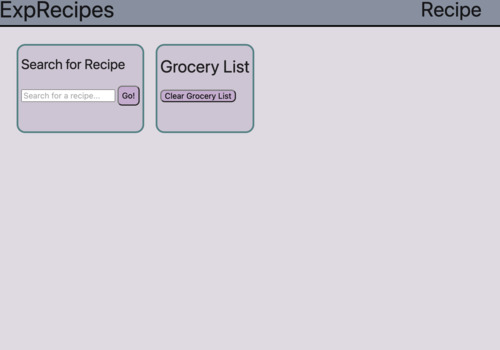 ExpRecipes
Recipe
Search for Recipe
Search for a recipe...
Go!
Grocery List
Clear Grocery List